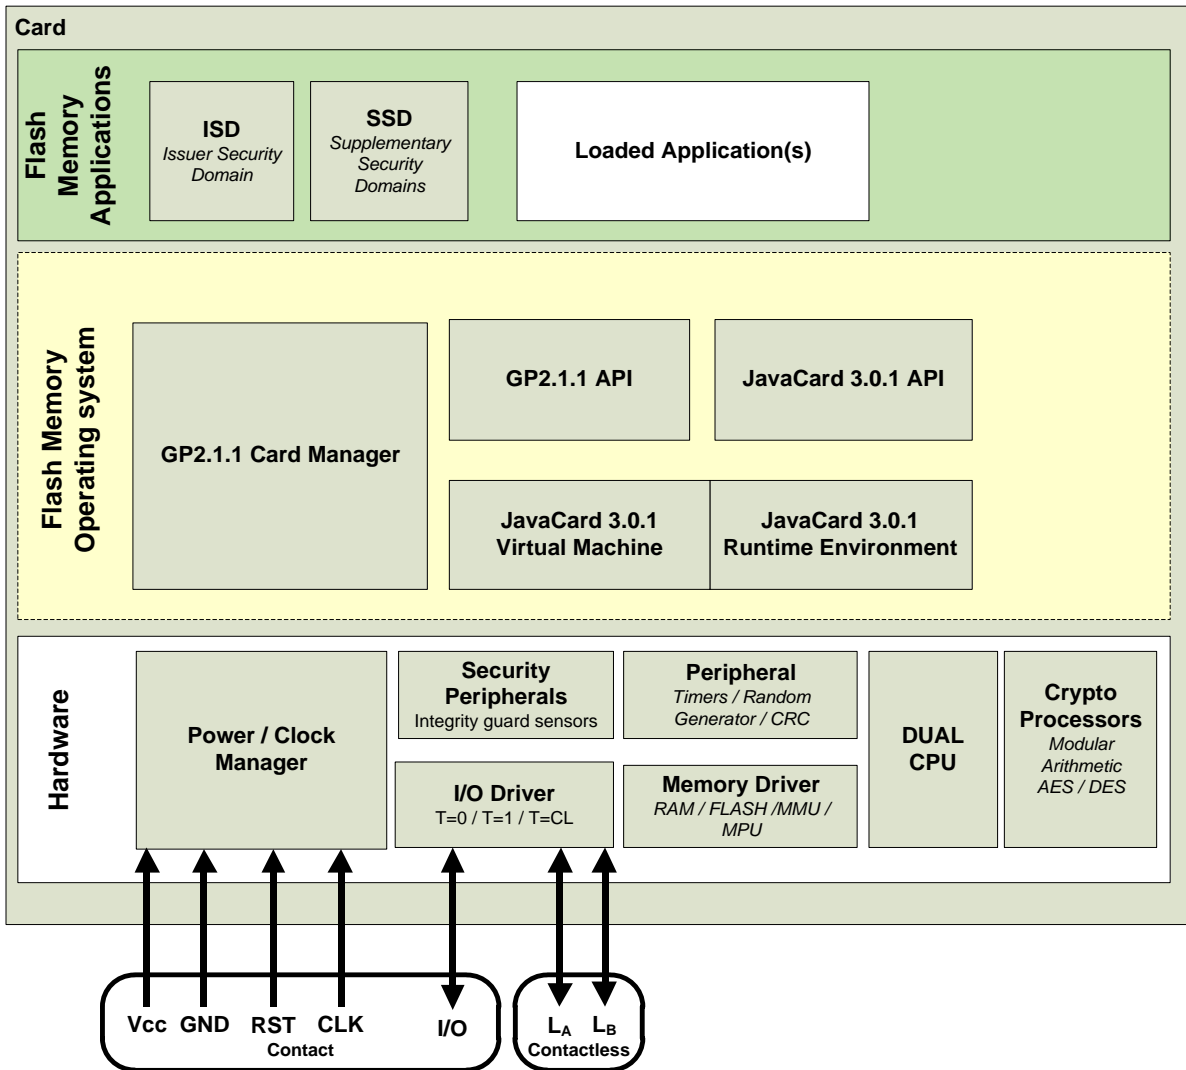 Card
Flash
Memory
Applications
ISD
Issuer Security
Domain
SSD
Supplementary
Security
Domains
Loaded Application(s)
Flash Memory
Operating system
GP2.1.1 Card Manager
GP2.1.1 API
JavaCard 3.0.1 API
JavaCard 3.0.1
Virtual Machine
JavaCard 3.0.1
Runtime Environment
Hardware
Power / Clock
Manager
Security
Peripherals
Integrity guard sensors
Peripheral
Timers / Random
Generator / CRC
I/O Driver
T=0 / T=1 / T=CL
Memory Driver
RAM / FLASH /MMU /
MPU
DUAL
CPU
Crypto
Processors
Modular
Arithmetic
AES / DES
Vcc GND RST CLK I/O
Contact
LA LB
Contactless